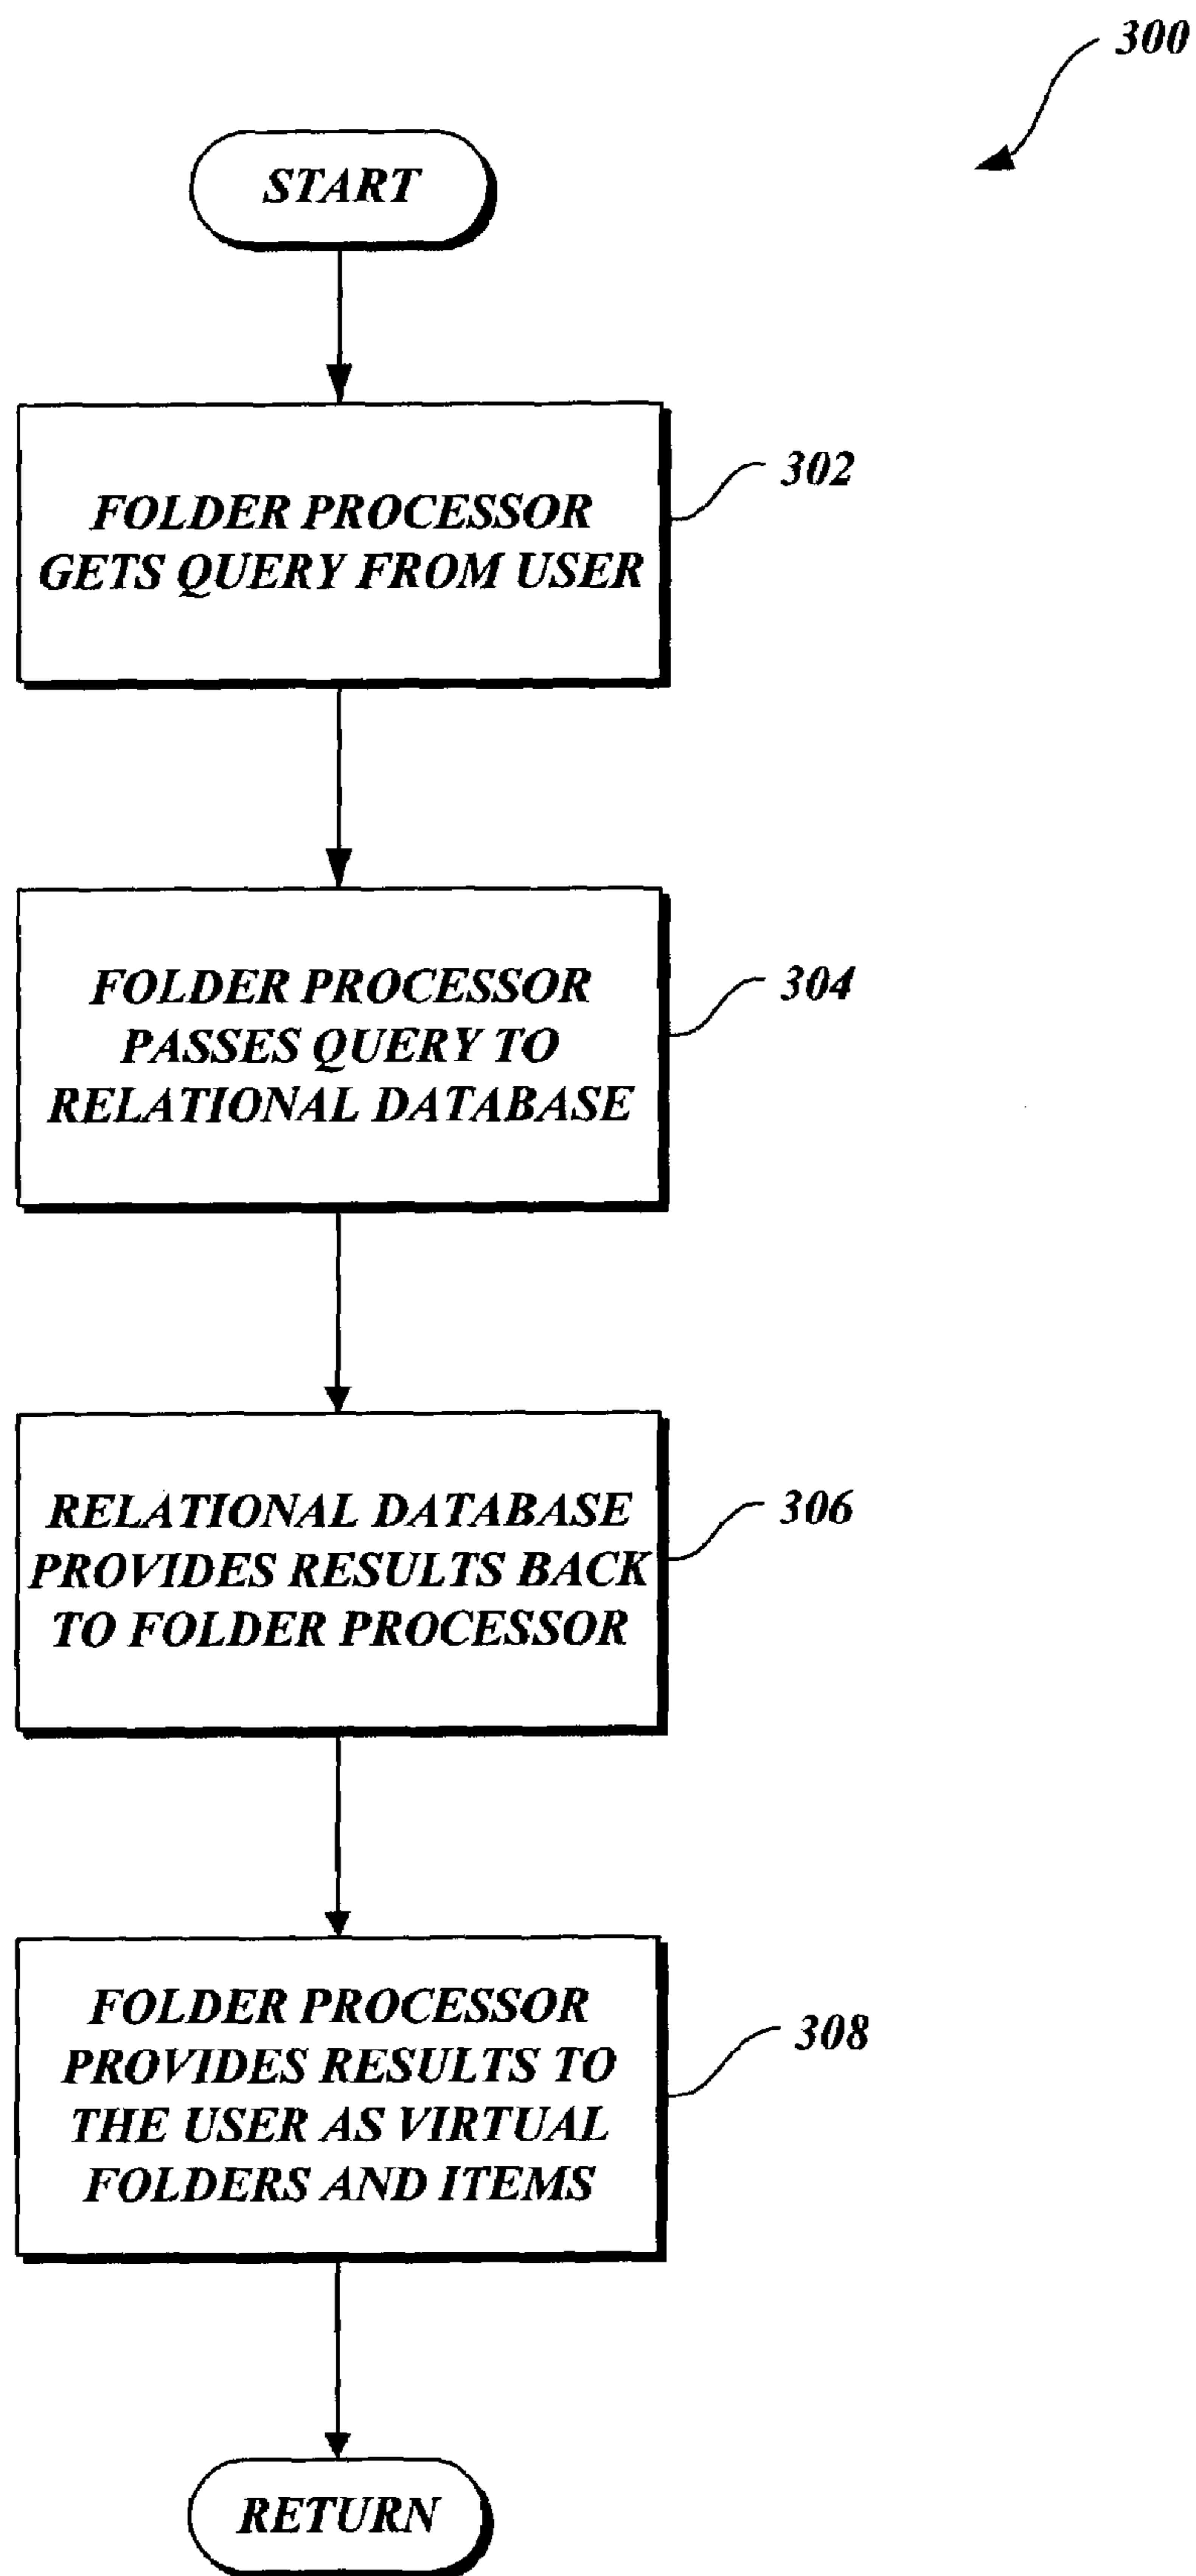 300
START
FOLDER PROCESSOR
GETS QUERY FROM USER
302
FOLDER PROCESSOR
PASSES QUERY TO
RELATIONAL DATABASE
304
RELATIONAL DATABASE
PROVIDES RESULTS BACK
TO FOLDER PROCESSOR
306
FOLDER PROCESSOR
PROVIDES RESULTS TO
THE USER AS VIRTUAL
FOLDERS AND ITEMS
308
RETURN